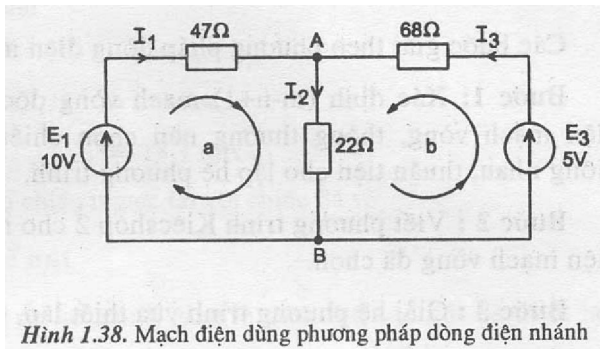 I1 47Ω A 68Ω I3
I2
E1 10V a 22Ω b E3 5V
B
Hình 1.38. Mạch điện dùng phương pháp dòng điện nhánh